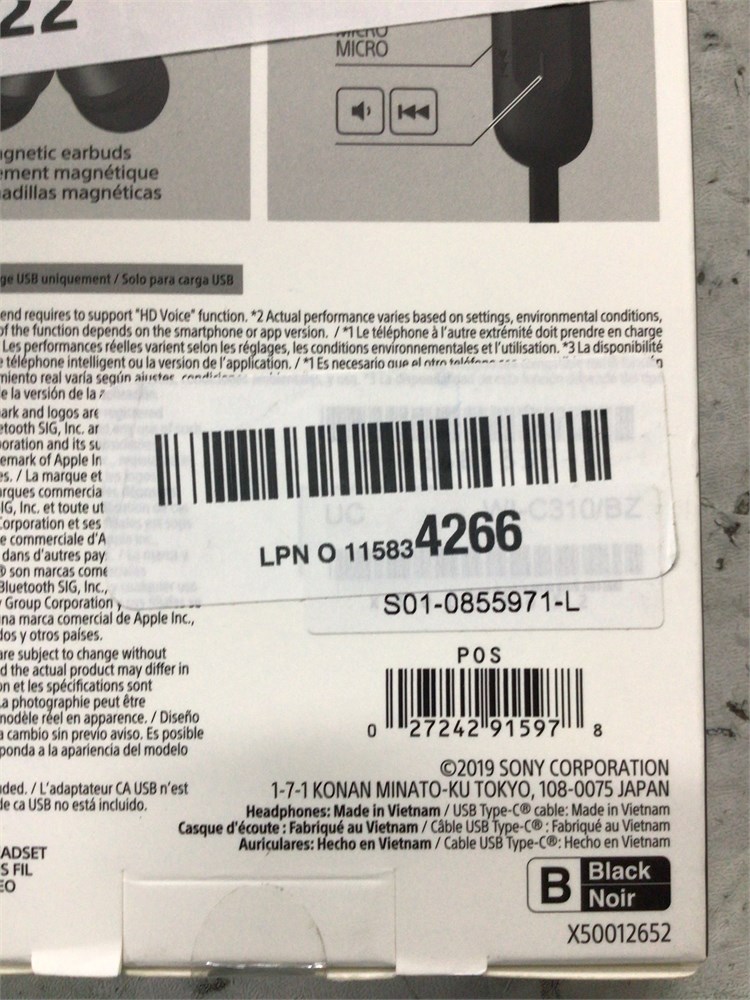 22
MICRO
MICRO
gnetic earbuds
ement magnétique
adillas magnéticas
ge USB uniquement / Solo para carga USB
end requires to support "HD Voice" function. *2 Actual performance varies based on settings, environmental conditions,
of the function depends on the smartphone or app version. / *1 Le téléphone à l'autre extrémité doit prendre en charge
Les performances réelles varient selon les réglages, les conditions environnementales et l'utilisation. *3 La disponibilité
e téléphone intelligent ou la version de l'application. / *1 Es necesario que el otro
miento real varía según
e la versión de la
ark and logos are
etooth SIG, Inc. ar
oration and its su
emark of Apple In
es. / La marque et
rques commercia
IG, Inc. et toute ut
Corporation et ses
e commerciale d'A
dans d'autres pay
® son marcas come
Bluetooth SIG, Inc.,
Group Corporation y
na marca comercial de Apple Inc.,
dos y otros países.
are subject to change without
d the actual product may differ in
on et les spécifications sont
a photographie peut être
modèle réel en apparence. / Diseño
a cambio sin previo aviso. Es posible
ponda a la apariencia del modelo
uded. / L'adaptateur CA USB n'est
de ca USB no está incluido.
ADSET
S FIL
EO
UC WI-C310/BZ
LPN O 115834266
S01-0855971-L
POS
0 27242 91597 8
©2019 SONY CORPORATION
1-7-1 KONAN MINATO-KU TOKYO, 108-0075 JAPAN
Headphones: Made in Vietnam / USB Type-C® cable: Made in Vietnam
Casque d'écoute : Fabriqué au Vietnam / Câble USB Type-C® : Fabriqué au Vietnam
Auriculares: Hecho en Vietnam / Cable USB Type-C®: Hecho en Vietnam
B Black
Noir
X50012652